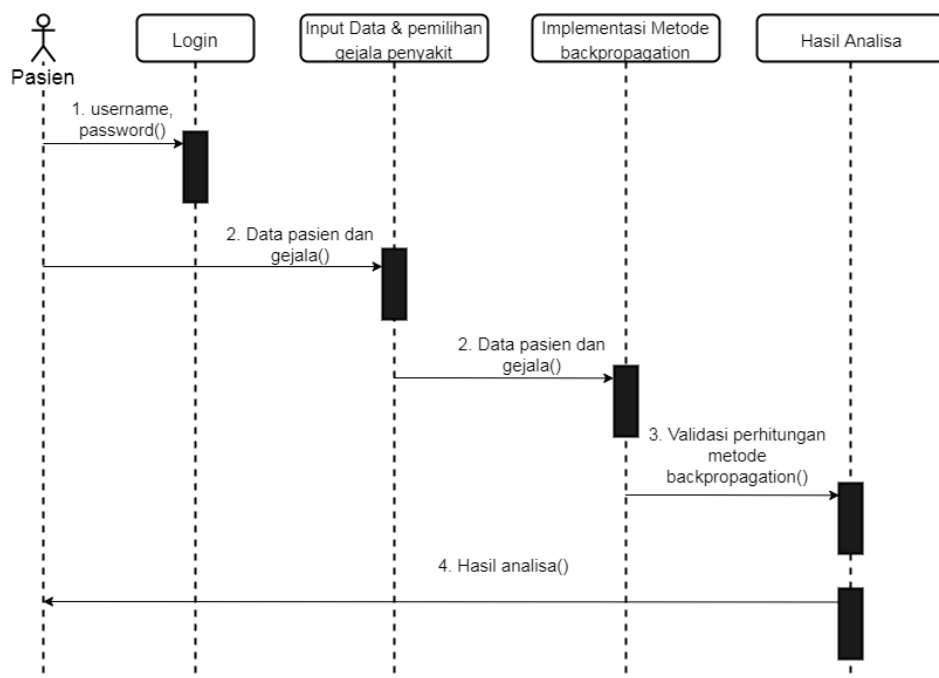 Pasien
Login
Input Data & pemilihan
gejala penyakit
Implementasi Metode
backpropagation
Hasil Analisa
1. username,
password()
2. Data pasien dan
gejala()
2. Data pasien dan
gejala()
3. Validasi perhitungan
metode
backpropagation()
4. Hasil analisa()